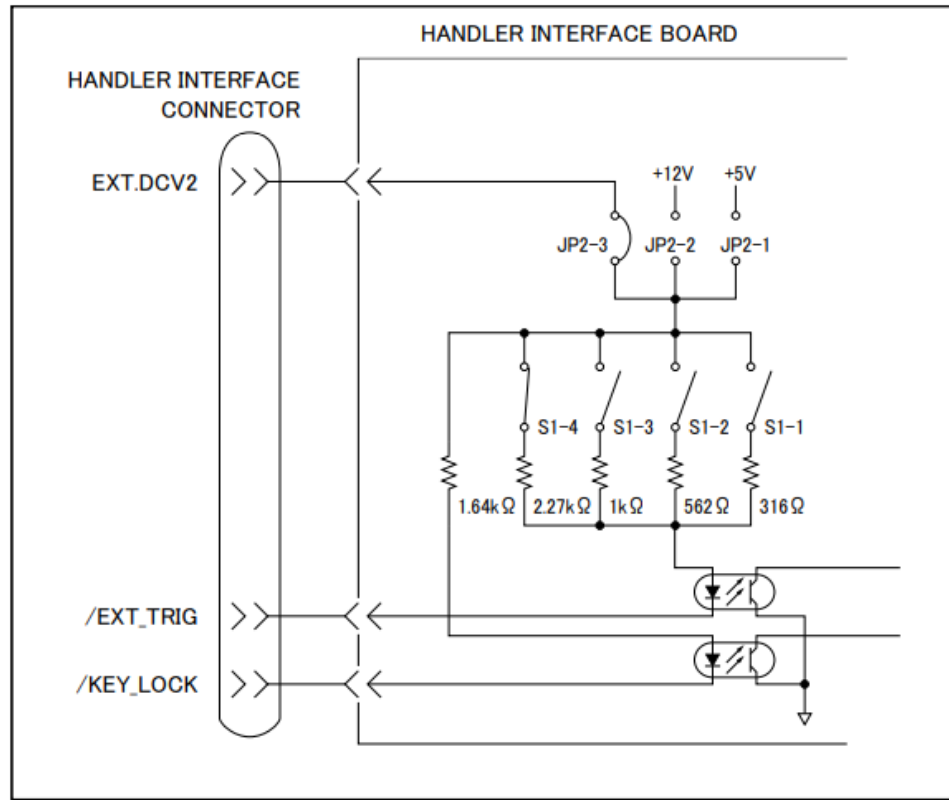 HANDLER INTERFACE BOARD
HANDLER INTERFACE
CONNECTOR
EXT.DCV2
+12V
+5V
JP2-3
JP2-2
JP2-1
S1-4
S1-3
S1-2
S1-1
1.64kΩ
2.27kΩ
1kΩ
562Ω
316Ω
/EXT_TRIG
/KEY_LOCK